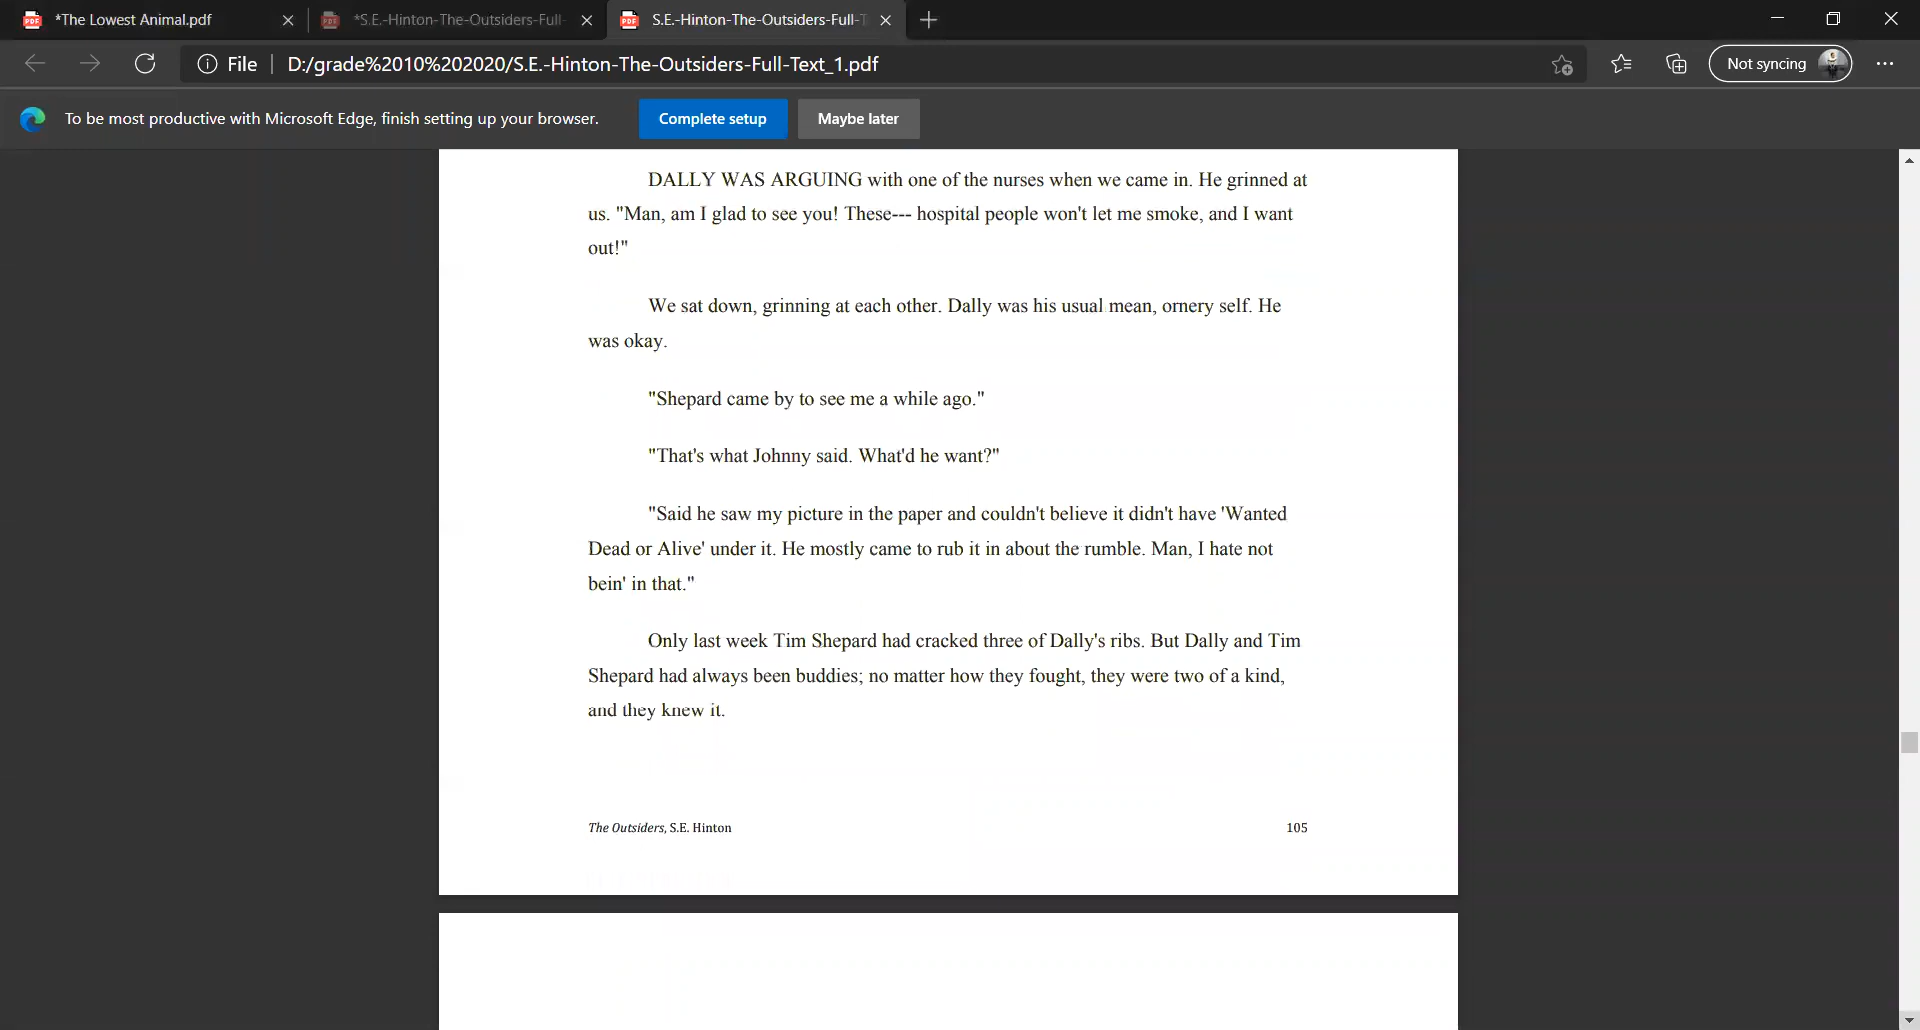 *The Lowest Animal.pdf
*S.E.-Hinton-The-Outsiders-Full-
S.E.-Hinton-The-Outsiders-Full-T
File
D:/grade%2010%202020/S.E.-Hinton-The-Outsiders-Full-Text_1.pdf
Not syncing
To be most productive with Microsoft Edge, finish setting up your browser.
Complete setup
Maybe later
DALLY WAS ARGUING with one of the nurses when we came in. He grinned at
us. "Man, am I glad to see you! These--- hospital people won't let me smoke, and I want
out!"
We sat down, grinning at each other. Dally was his usual mean, ornery self. He
was okay.
"Shepard came by to see me a while ago."
"That's what Johnny said. What'd he want?"
"Said he saw my picture in the paper and couldn't believe it didn't have 'Wanted
Dead or Alive' under it. He mostly came to rub it in about the rumble. Man, I hate not
bein' in that."
Only last week Tim Shepard had cracked three of Dally's ribs. But Dally and Tim
Shepard had always been buddies; no matter how they fought, they were two of a kind,
and they knew it.
The Outsiders, S.E. Hinton
105